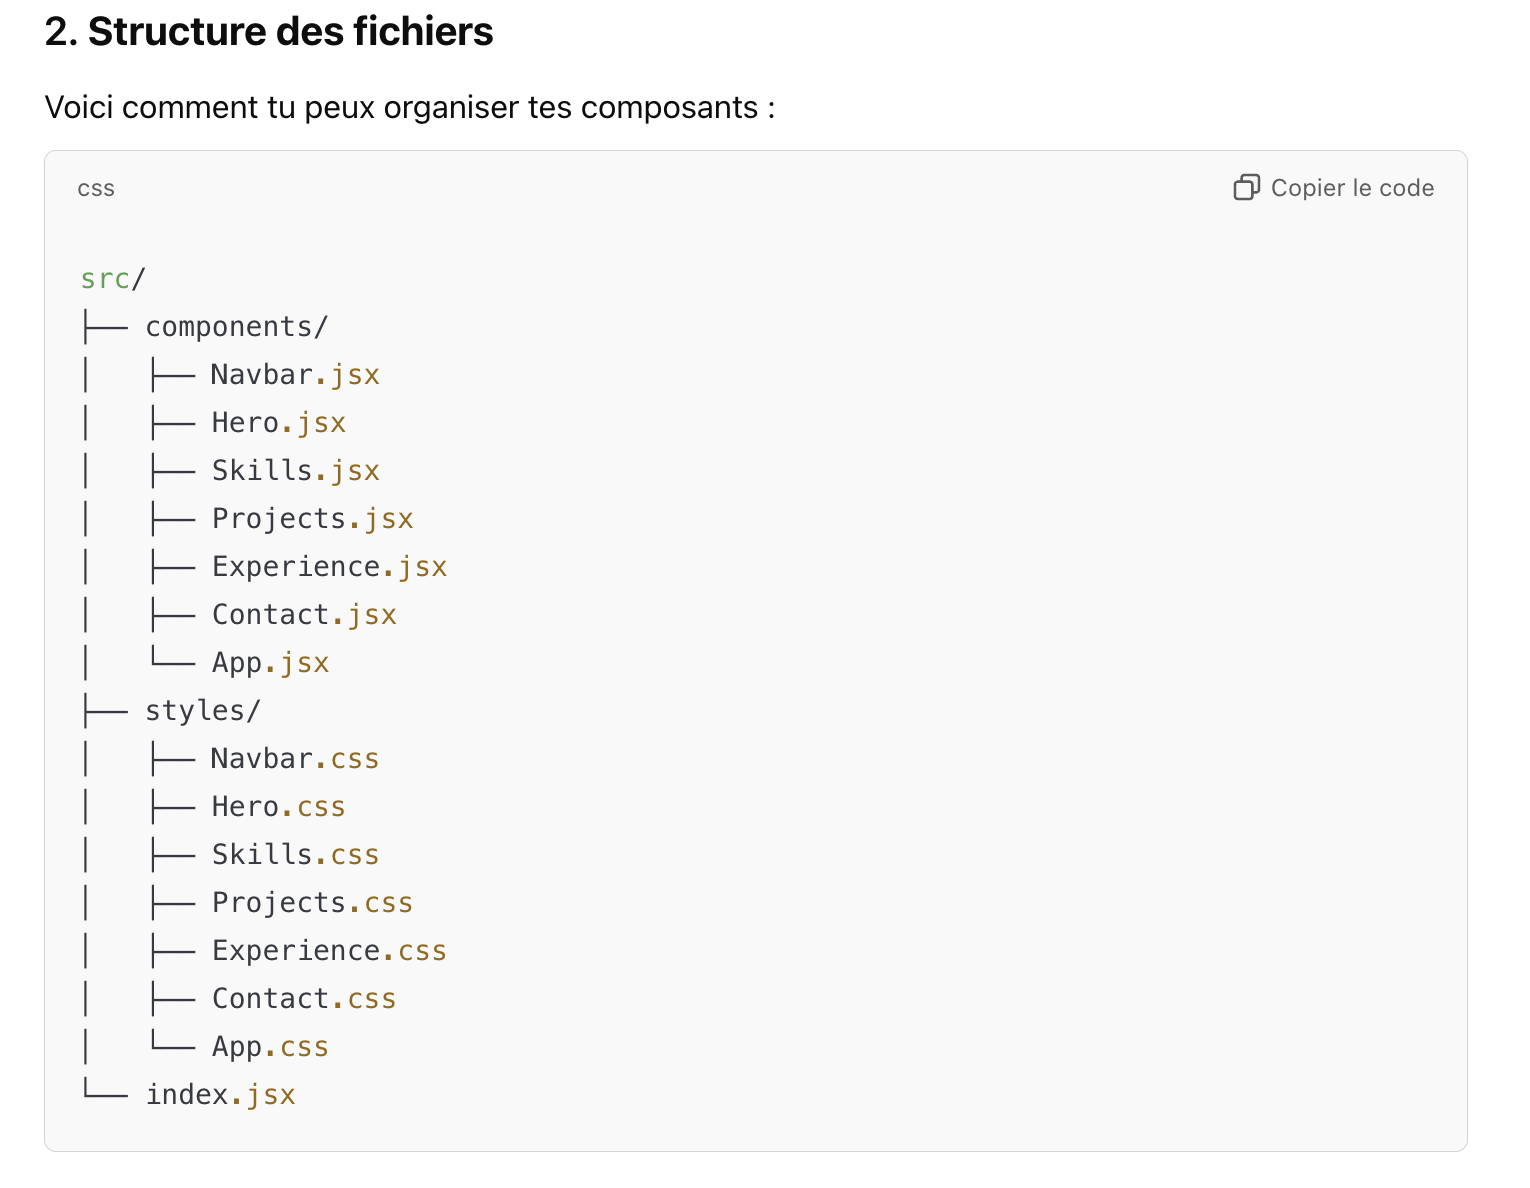 2. Structure des fichiers
Voici comment tu peux organiser tes composants :
css
Copier le code
src/
├── components/
│   ├── Navbar.jsx
│   ├── Hero.jsx
│   ├── Skills.jsx
│   ├── Projects.jsx
│   ├── Experience.jsx
│   ├── Contact.jsx
│   └── App.jsx
├── styles/
│   ├── Navbar.css
│   ├── Hero.css
│   ├── Skills.css
│   ├── Projects.css
│   ├── Experience.css
│   ├── Contact.css
│   └── App.css
└── index.jsx